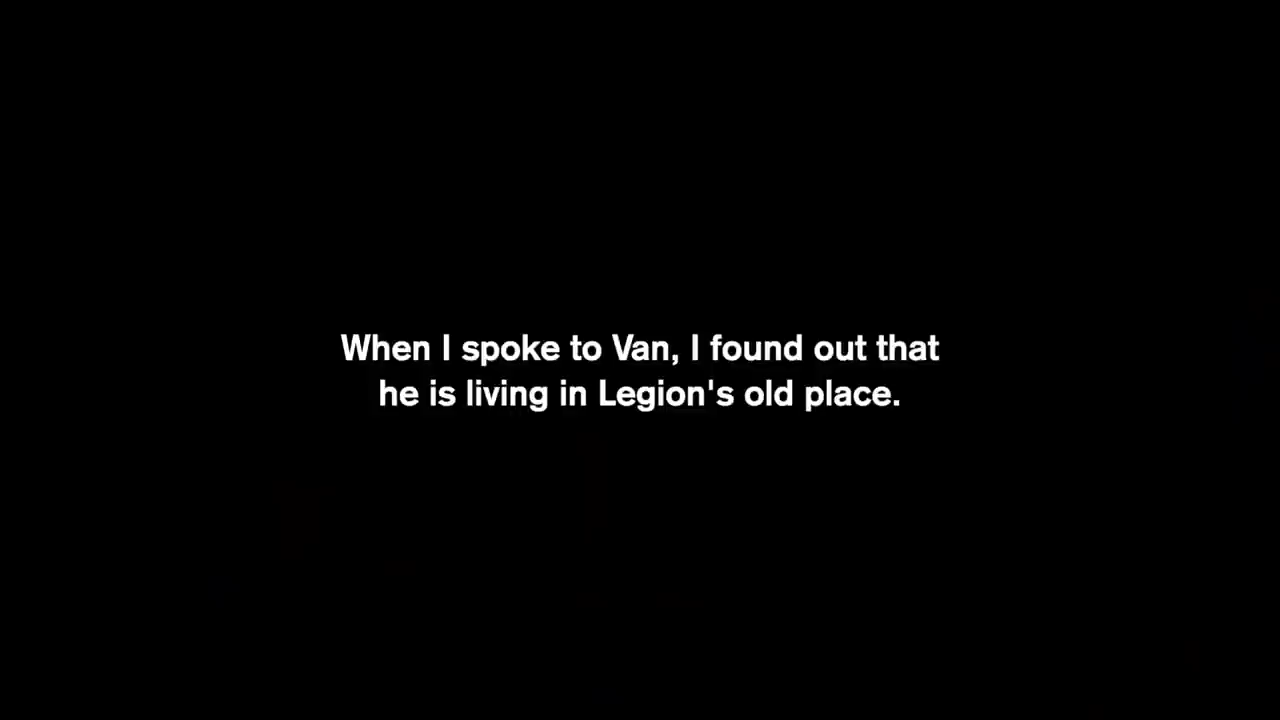 When I spoke to Van, I found out that
he is living in Legion's old place.